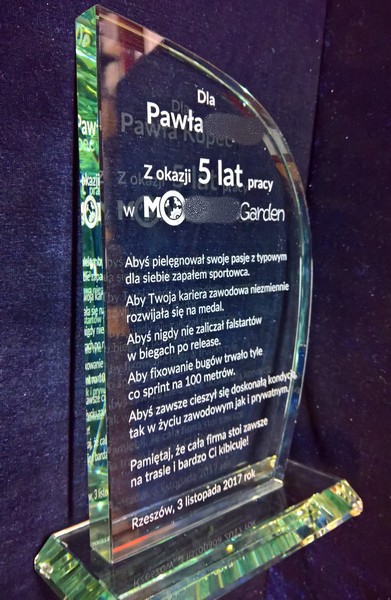 Dla
Pawła
Z okazji 5 lat pracy
w MO Garden
Abyś pielęgnował swoje pasje z typowym
dla siebie zapałem sportowca.
Aby Twoja kariera zawodowa niezmiennie
rozwijała się na medal.
Abyś nigdy nie zaliczał falstartów
w biegach po release.
Aby fixowanie bugów trwało tyle
co sprint na 100 metrów.
Abyś zawsze cieszył się doskonałą kondycją,
tak w życiu zawodowym jak i prywatnym.
Pamiętaj, że cała firma stoi zawsze
na trasie i bardzo Ci kibicuje!
Rzeszów, 3 listopada 2017 rok